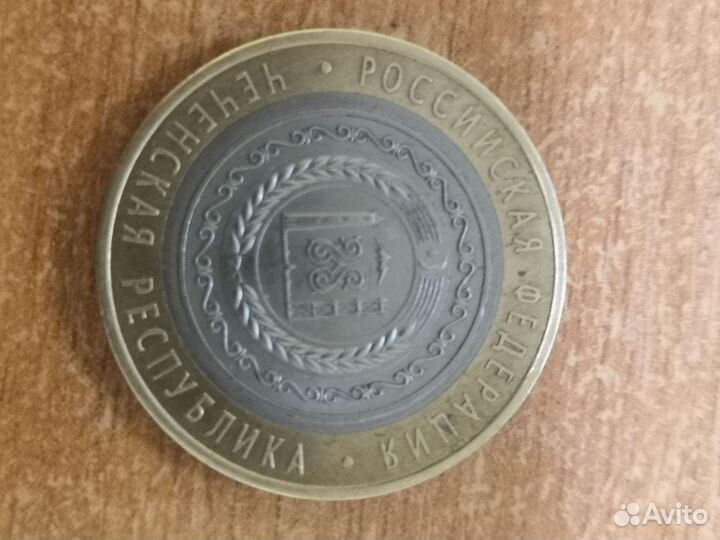 РОССИЙСКАЯ ФЕДЕРАЦИЯ
ЧЕЧЕНСКАЯ РЕСПУБЛИКА
Avito